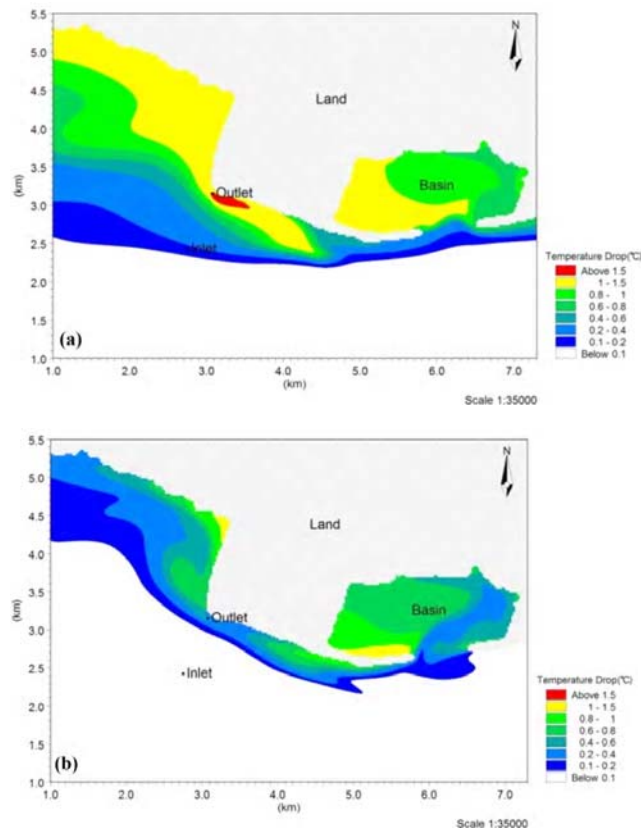 5.5
5.0
4.5
4.0
3.5
3.0
2.5
2.0
1.5
1.0
(km)
N
Land
Outlet
Basin
Inlet
(a)
1.0 2.0 3.0 4.0 5.0 6.0 7.0
(km)
Temperature Drop(℃)
Above 1.5
1 - 1.5
0.8 - 1
0.6 - 0.8
0.4 - 0.6
0.2 - 0.4
0.1 - 0.2
Below 0.1
Scale 1:35000
5.5
5.0
4.5
4.0
3.5
3.0
2.5
2.0
1.5
1.0
(km)
N
Land
Outlet
Basin
Inlet
(b)
1.0 2.0 3.0 4.0 5.0 6.0 7.0
(km)
Temperature Drop(℃)
Above 1.5
1 - 1.5
0.8 - 1
0.6 - 0.8
0.4 - 0.6
0.2 - 0.4
0.1 - 0.2
Below 0.1
Scale 1:35000